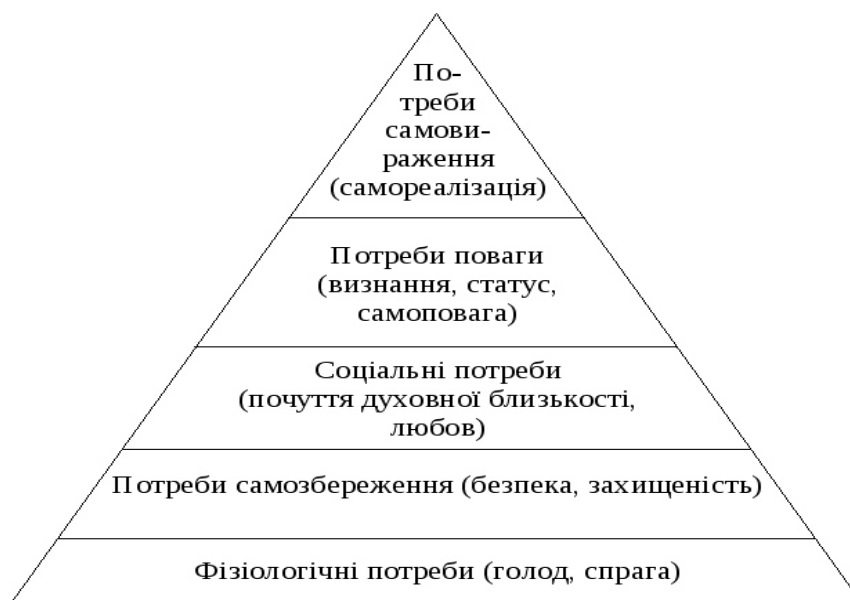 По-
треби
самови-
раження
(самореалізація)
Потреби поваги
(визнання, статус,
самоповага)
Соціальні потреби
(почуття духовної близькості,
любов)
Потреби самозбереження (безпека, захищеність)
Фізіологічні потреби (голод, спрага)